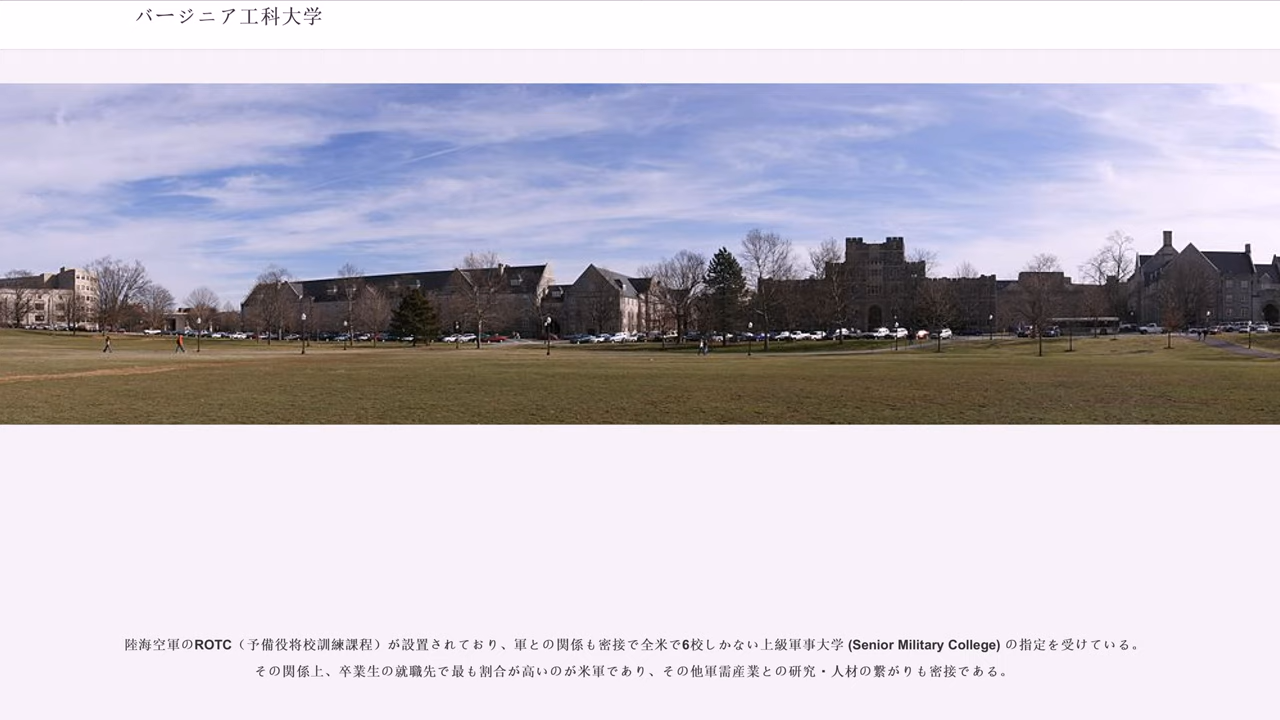 バージニア工科大学
陸海空軍のROTC（予備役将校訓練課程）が設置されており、軍との関係も密接で全米で6校しかない上級軍事大学 (Senior Military College) の指定を受けている。
その関係上、卒業生の就職先で最も割合が高いのが米軍であり、その他軍需産業との研究・人材の繋がりも密接である。